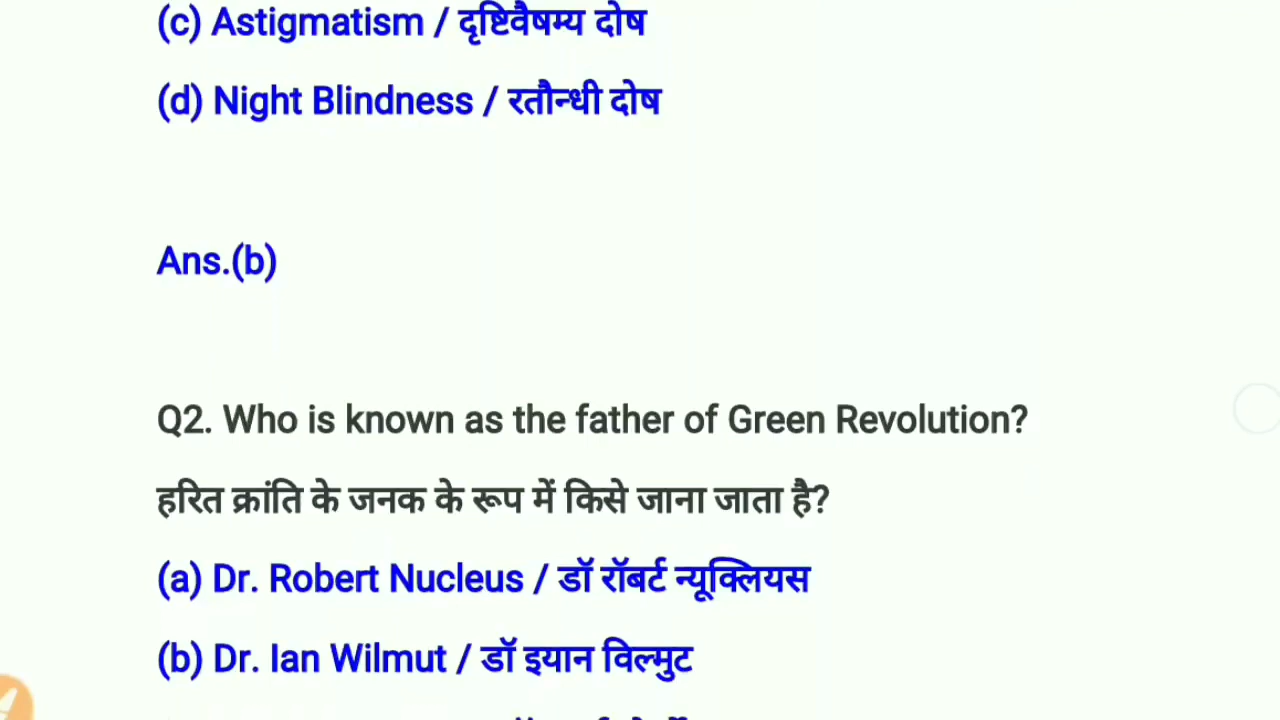 (c) Astigmatism / दृष्टिवैषम्य दोष
(d) Night Blindness / रतौन्धी दोष
Ans.(b)
Q2. Who is known as the father of Green Revolution?
हरित क्रांति के जनक के रूप में किसे जाना जाता है?
(a) Dr. Robert Nucleus / डॉ रॉबर्ट न्यूक्लियस
(b) Dr. Ian Wilmut / डॉ इयान विल्मुट